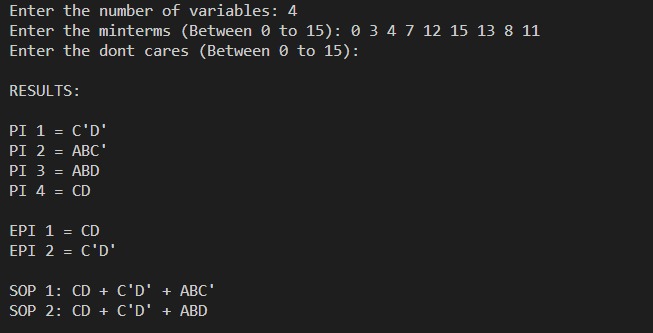 Enter the number of variables: 4
Enter the minterms (Between 0 to 15): 0 3 4 7 12 15 13 8 11
Enter the dont cares (Between 0 to 15):
RESULTS:
PI 1 = C'D'
PI 2 = ABC'
PI 3 = ABD
PI 4 = CD
EPI 1 = CD
EPI 2 = C'D'
SOP 1: CD + C'D' + ABC'
SOP 2: CD + C'D' + ABD